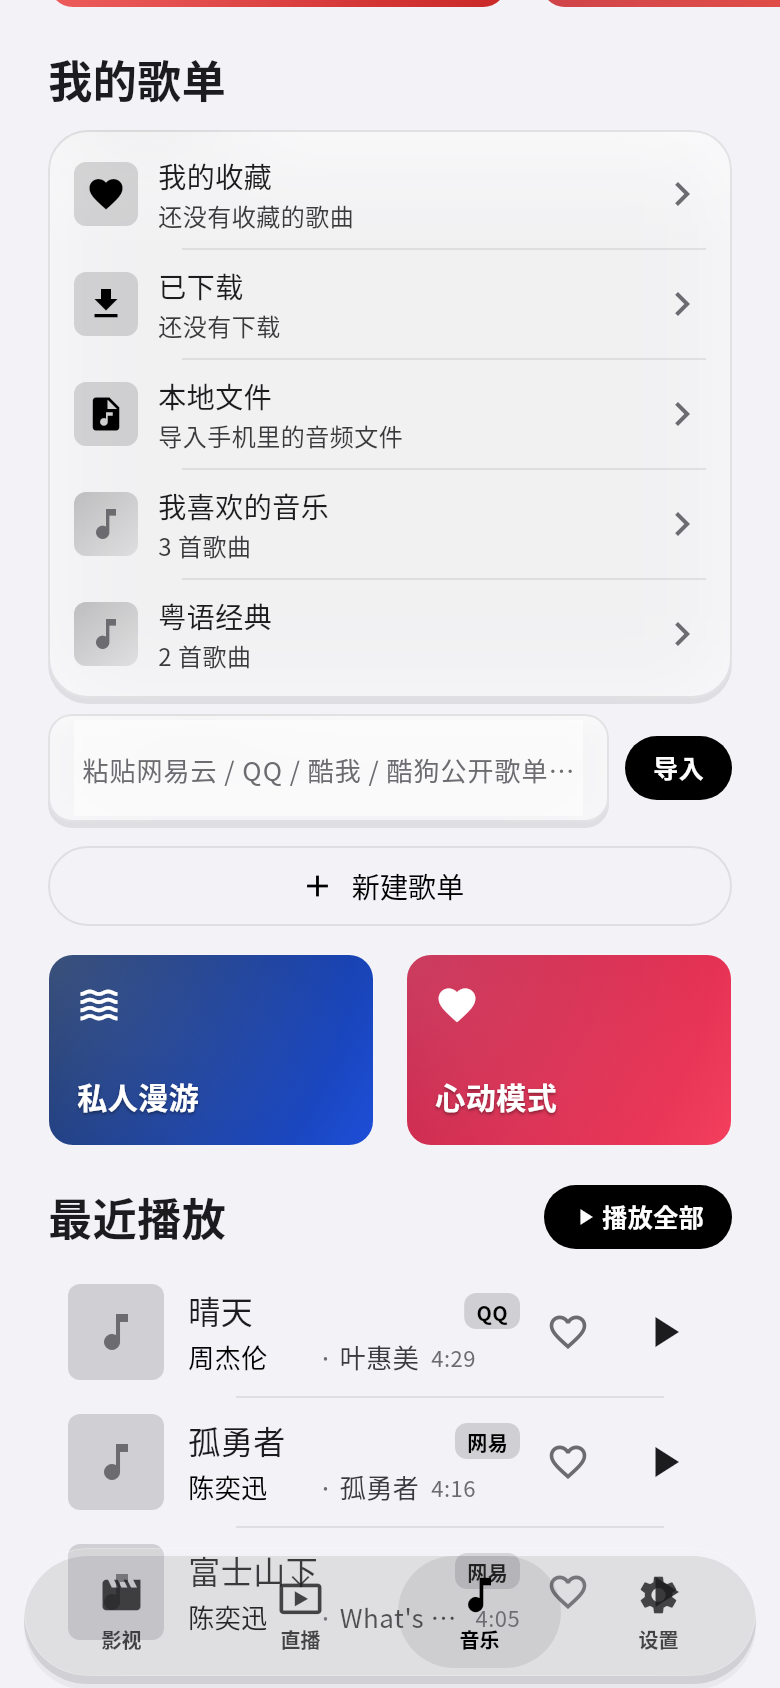 我的歌单
我的收藏
还没有收藏的歌曲
已下载
还没有下载
本地文件
导入手机里的音频文件
我喜欢的音乐
3 首歌曲
粤语经典
2 首歌曲
粘贴网易云 / QQ / 酷我 / 酷狗公开歌单…
导入
新建歌单
私人漫游
心动模式
最近播放
播放全部
晴天
QQ
周杰伦 · 叶惠美 4:29
孤勇者
网易
陈奕迅 · 孤勇者 4:16
富士山下
网易
陈奕迅 · What's … 4:05
影视
直播
音乐
设置